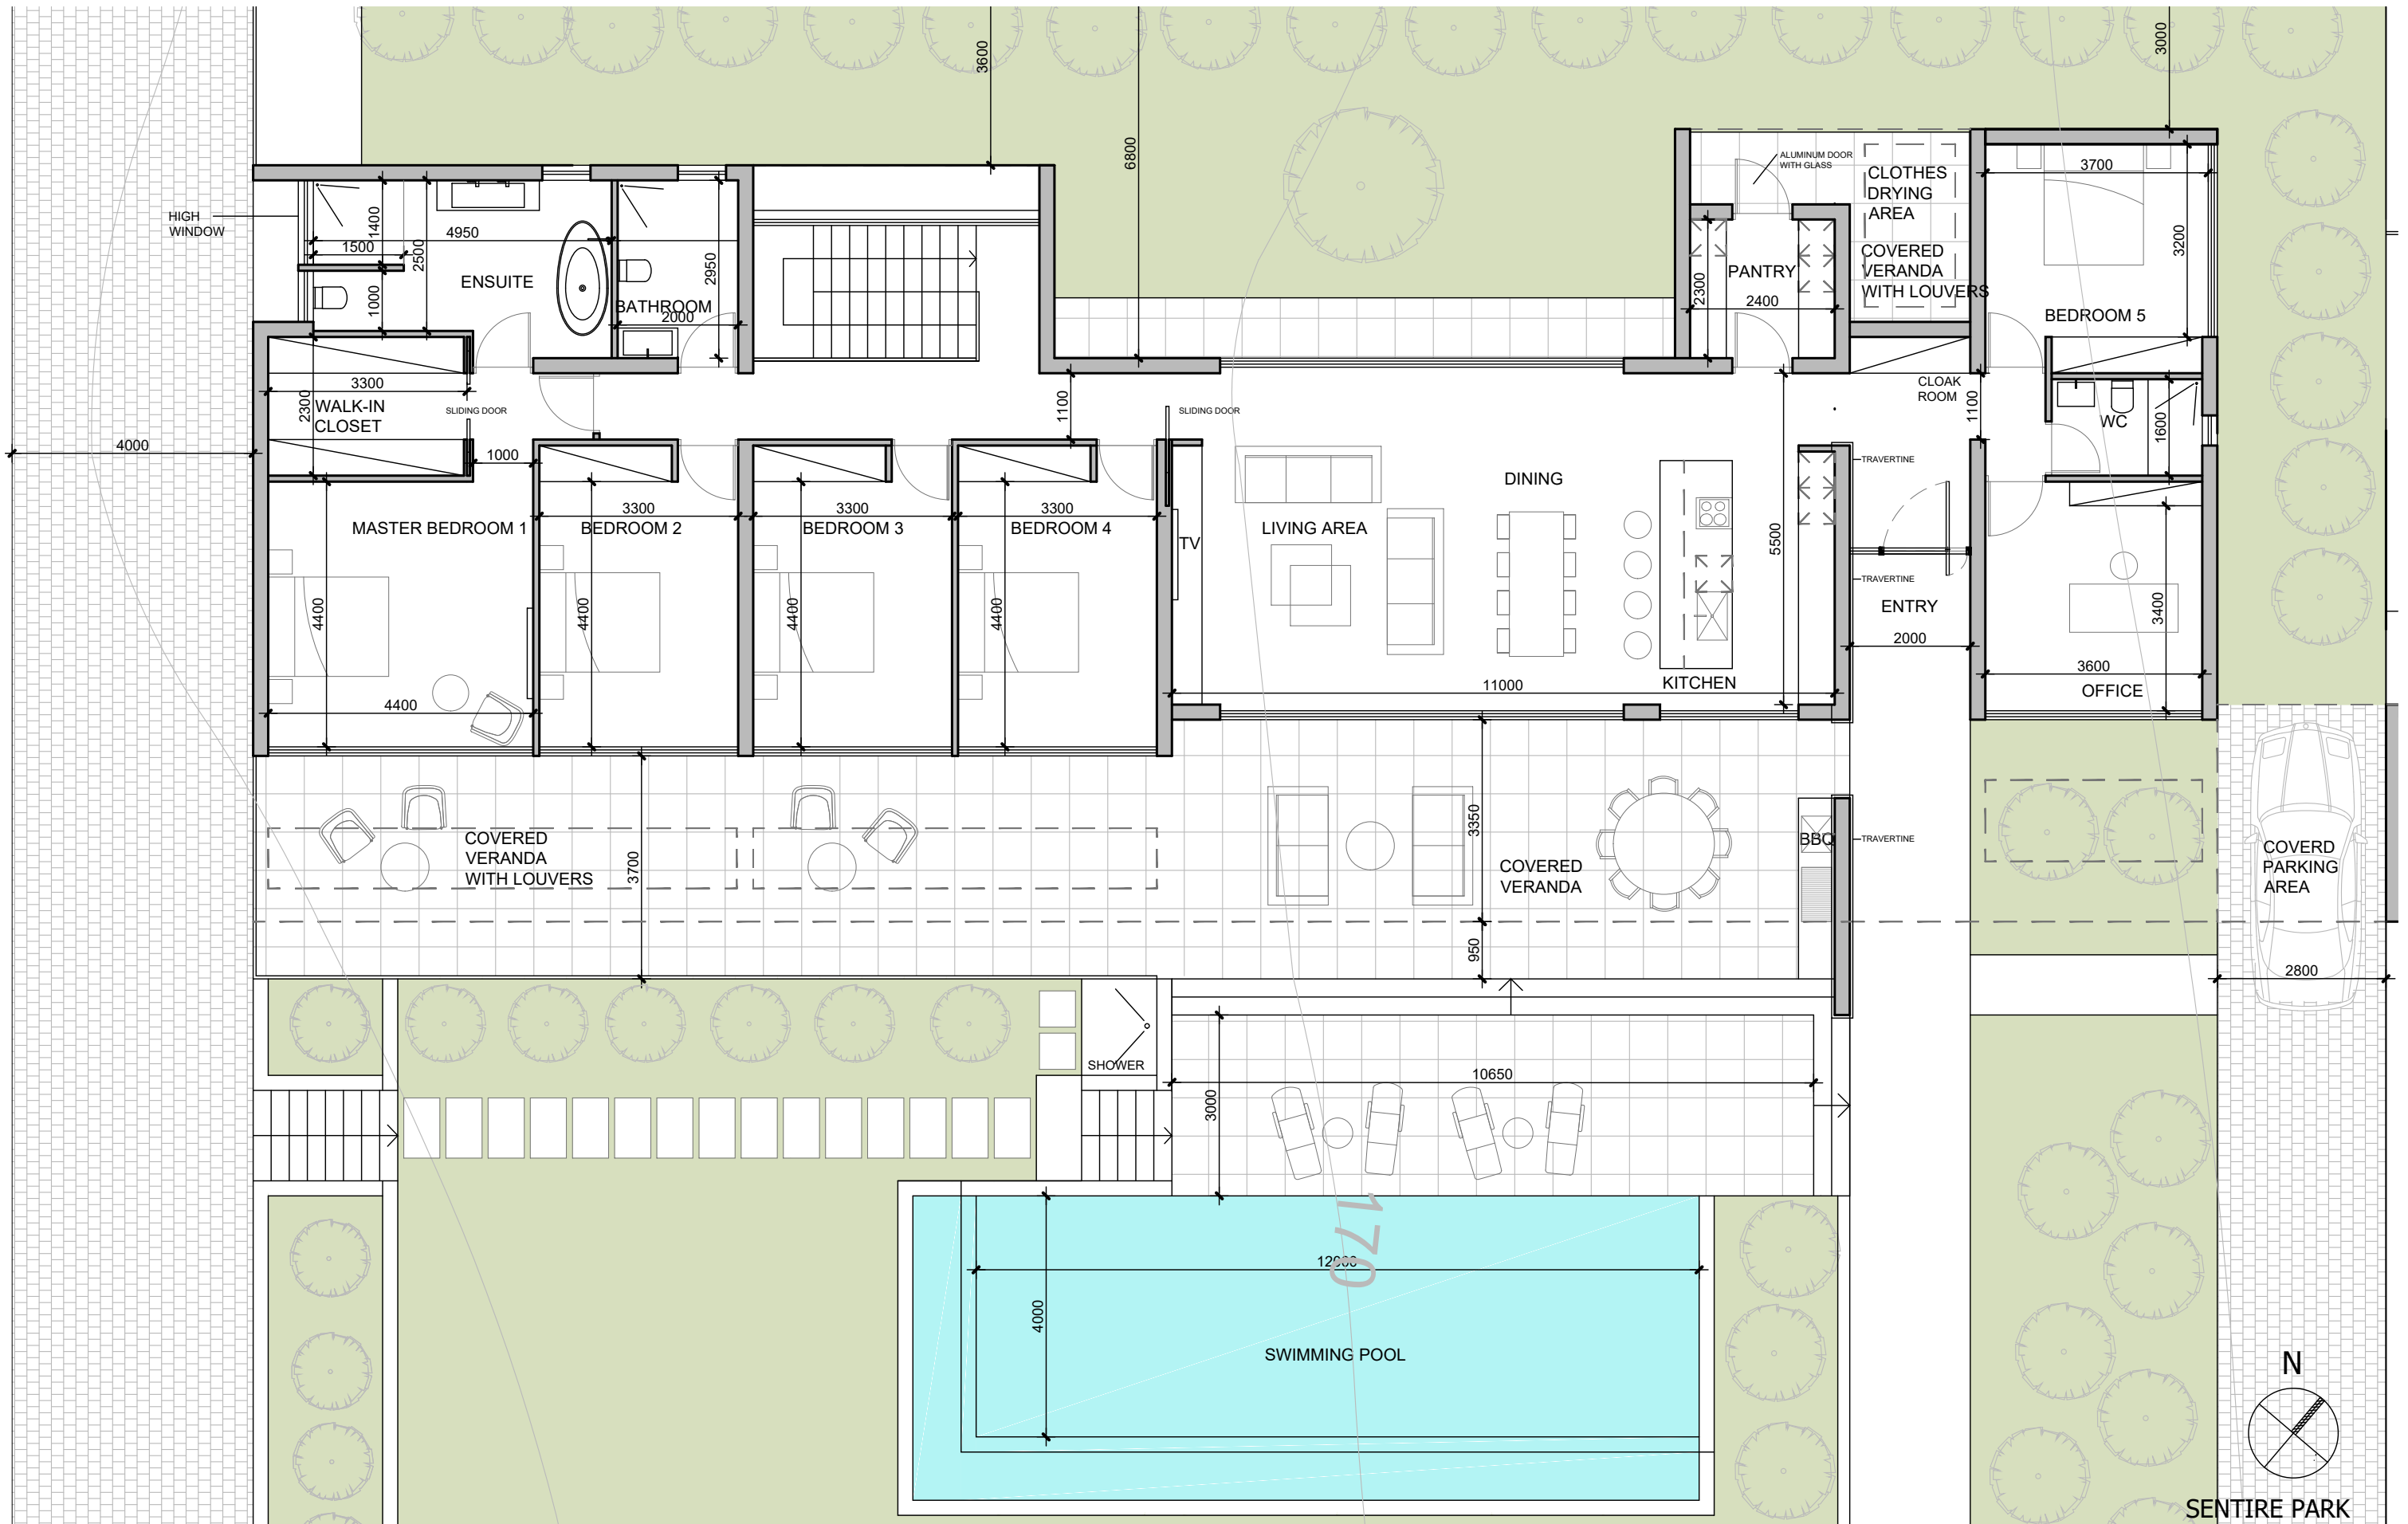 3600
3000
6800
ALUMINUM DOOR
WITH GLASS
CLOTHES
DRYING
AREA
3700
HIGH
WINDOW
1400
1500
2500
4950
ENSUITE
1000
2950
BATHROOM
2000
2300
PANTRY
2400
COVERED
VERANDA
WITH LOUVERS
3200
BEDROOM 5
3300
2300
WALK-IN
CLOSET
SLIDING DOOR
1000
4000
1100
SLIDING DOOR
CLOAK
ROOM
1100
WC
1600
TRAVERTINE
MASTER BEDROOM 1
3300
BEDROOM 2
3300
BEDROOM 3
3300
BEDROOM 4
TV
LIVING AREA
DINING
5500
4400
4400
4400
4400
4400
TRAVERTINE
ENTRY
2000
3400
3600
OFFICE
11000
KITCHEN
COVERED
VERANDA
WITH LOUVERS
3700
3350
950
COVERED
VERANDA
BBQ
TRAVERTINE
COVERD
PARKING
AREA
2800
SHOWER
10650
3000
170
12000
4000
SWIMMING POOL
N
SENTIRE PARK